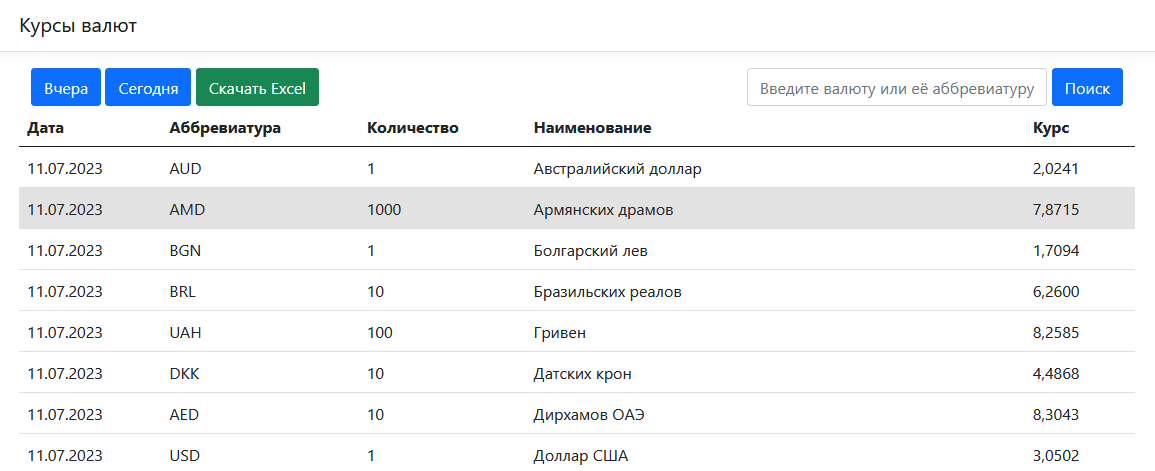 Курсы валют
Вчера Сегодня Скачать Excel Введите валюту или её аббревиатуру Поиск
Дата Аббревиатура Количество Наименование Курс
11.07.2023 AUD 1 Австралийский доллар 2,0241
11.07.2023 AMD 1000 Армянских драмов 7,8715
11.07.2023 BGN 1 Болгарский лев 1,7094
11.07.2023 BRL 10 Бразильских реалов 6,2600
11.07.2023 UAH 100 Гривен 8,2585
11.07.2023 DKK 10 Датских крон 4,4868
11.07.2023 AED 10 Дирхамов ОАЭ 8,3043
11.07.2023 USD 1 Доллар США 3,0502